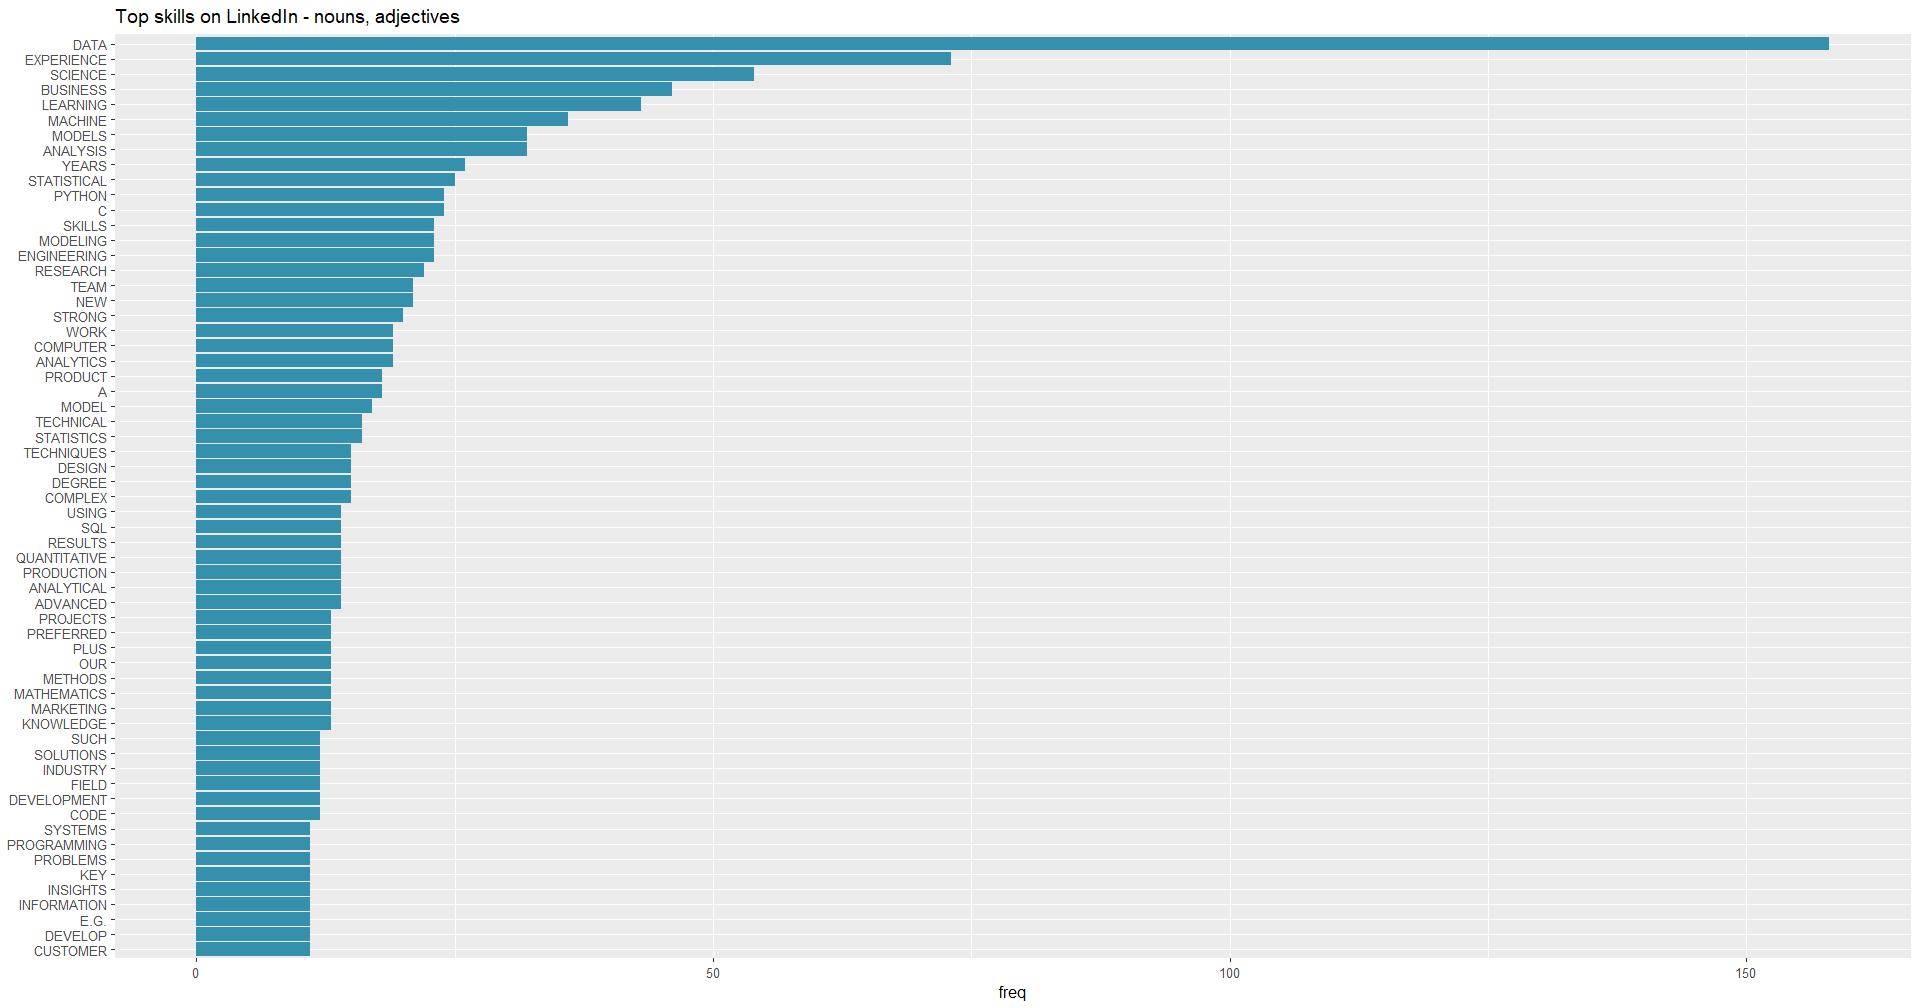 Top skills on LinkedIn - nouns, adjectives
DATA
EXPERIENCE
SCIENCE
BUSINESS
LEARNING
MACHINE
MODELS
ANALYSIS
YEARS
STATISTICAL
PYTHON
C
SKILLS
MODELING
ENGINEERING
RESEARCH
TEAM
NEW
STRONG
WORK
COMPUTER
ANALYTICS
PRODUCT
A
MODEL
TECHNICAL
STATISTICS
TECHNIQUES
DESIGN
DEGREE
COMPLEX
USING
SQL
RESULTS
QUANTITATIVE
PRODUCTION
ANALYTICAL
ADVANCED
PROJECTS
PREFERRED
PLUS
OUR
METHODS
MATHEMATICS
MARKETING
KNOWLEDGE
SUCH
SOLUTIONS
INDUSTRY
FIELD
DEVELOPMENT
CODE
SYSTEMS
PROGRAMMING
PROBLEMS
KEY
INSIGHTS
INFORMATION
E.G.
DEVELOP
CUSTOMER
0 50 100 150
freq